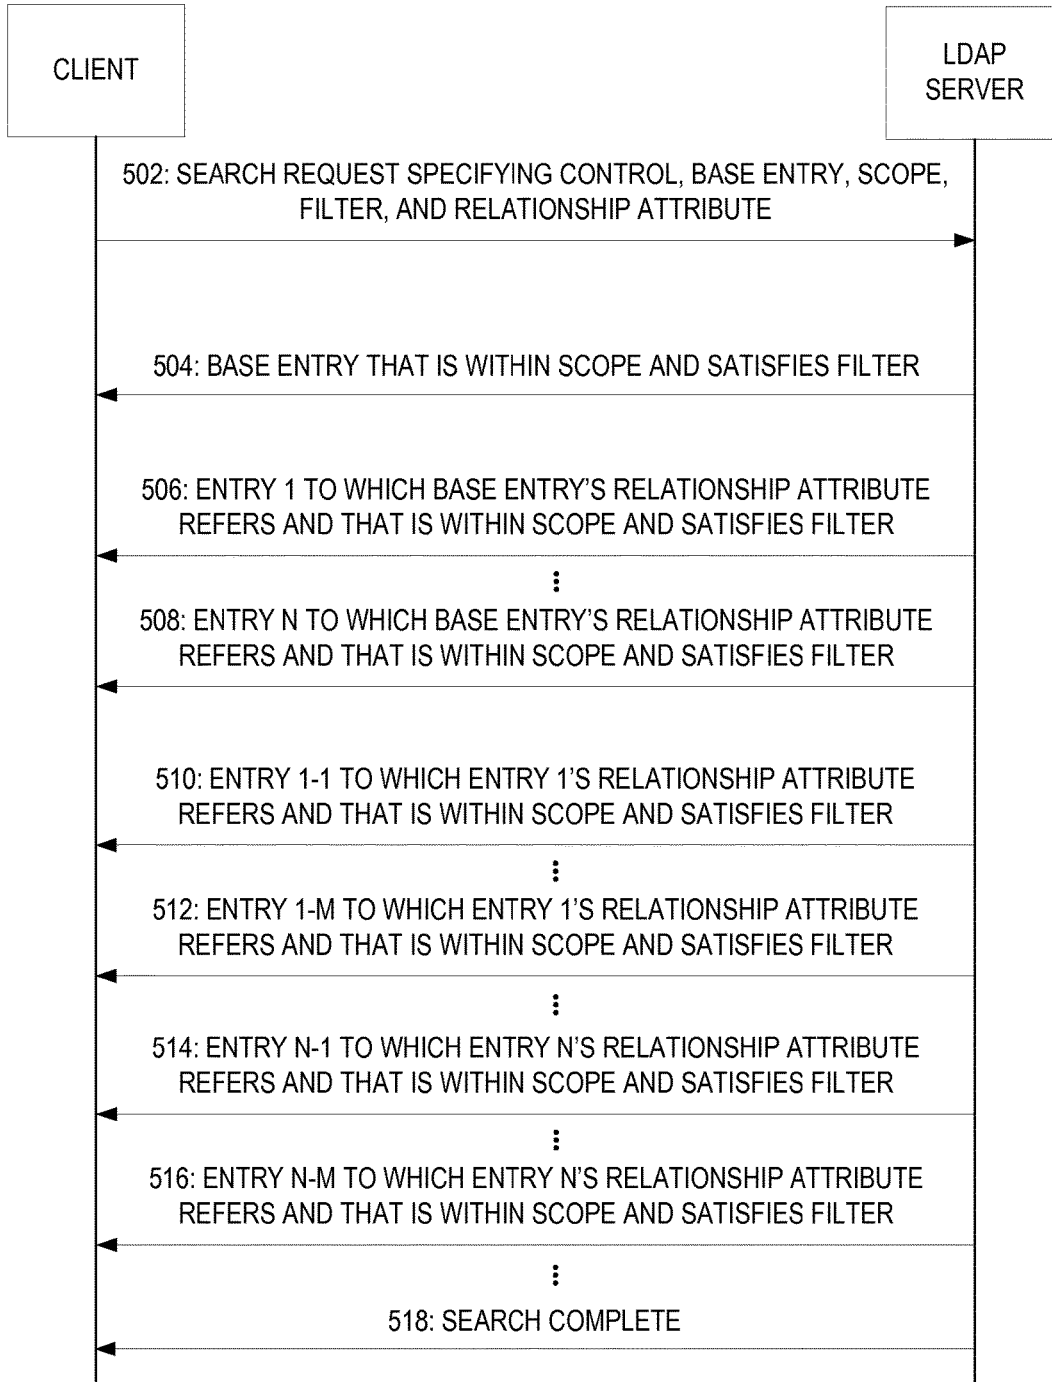 CLIENT
LDAP
SERVER
502: SEARCH REQUEST SPECIFYING CONTROL, BASE ENTRY, SCOPE,
FILTER, AND RELATIONSHIP ATTRIBUTE
504: BASE ENTRY THAT IS WITHIN SCOPE AND SATISFIES FILTER
506: ENTRY 1 TO WHICH BASE ENTRY'S RELATIONSHIP ATTRIBUTE
REFERS AND THAT IS WITHIN SCOPE AND SATISFIES FILTER
508: ENTRY N TO WHICH BASE ENTRY'S RELATIONSHIP ATTRIBUTE
REFERS AND THAT IS WITHIN SCOPE AND SATISFIES FILTER
510: ENTRY 1-1 TO WHICH ENTRY 1'S RELATIONSHIP ATTRIBUTE
REFERS AND THAT IS WITHIN SCOPE AND SATISFIES FILTER
512: ENTRY 1-M TO WHICH ENTRY 1'S RELATIONSHIP ATTRIBUTE
REFERS AND THAT IS WITHIN SCOPE AND SATISFIES FILTER
514: ENTRY N-1 TO WHICH ENTRY N'S RELATIONSHIP ATTRIBUTE
REFERS AND THAT IS WITHIN SCOPE AND SATISFIES FILTER
516: ENTRY N-M TO WHICH ENTRY N'S RELATIONSHIP ATTRIBUTE
REFERS AND THAT IS WITHIN SCOPE AND SATISFIES FILTER
518: SEARCH COMPLETE